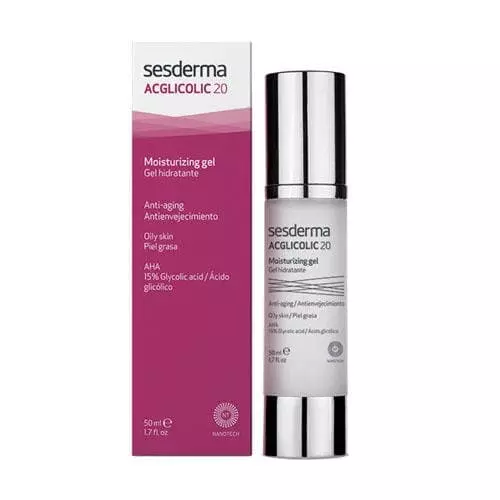 sesderma
ACGLICOLIC 20
Moisturizing gel
Gel hidratante
Anti-aging
Antienvejecimiento
Oily skin
Piel grasa
AHA
15% Glycolic acid / Ácido
glicólico
50 ml e
1.7 fl. oz
NT
NANOTECH
sesderma
ACGLICOLIC 20
Moisturizing gel
Gel hidratante
Anti-aging / Antienvejecimiento
Oily skin / Piel grasa
AHA
15% Glycolic acid / Ácido glicólico
50 ml e
1.7 fl. oz
NANOTECH